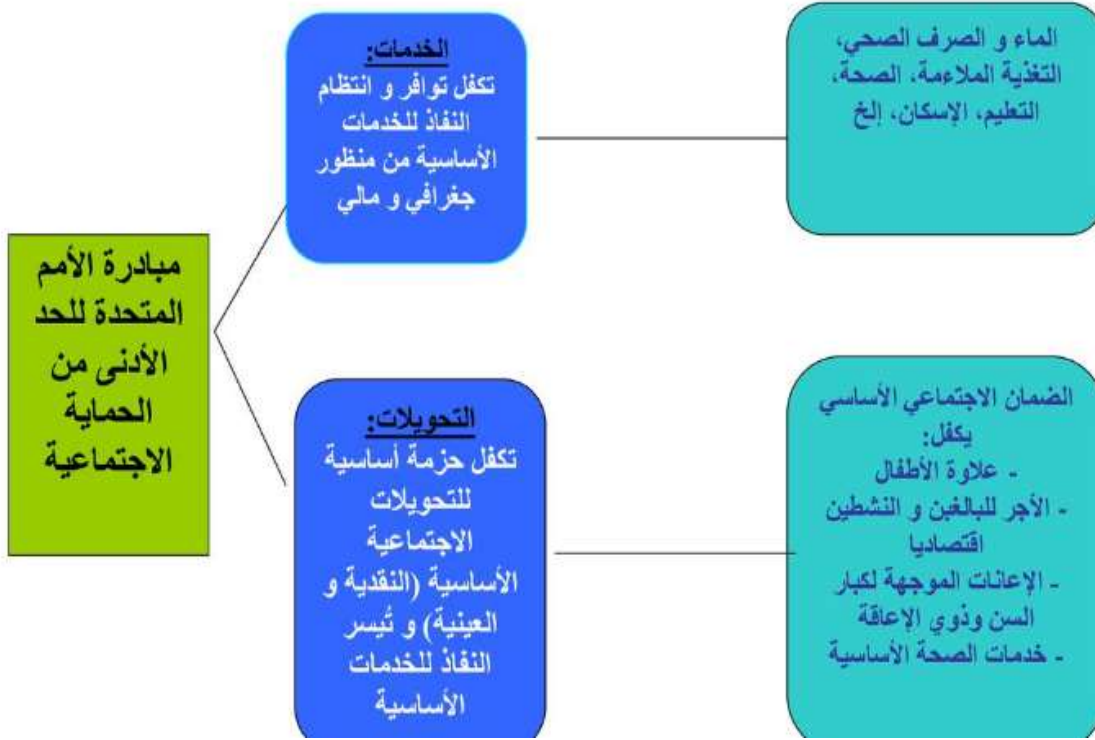 مبادرة الأمم
المتحدة للحد
الأدنى من
الحماية
الاجتماعية
الخدمات:
تكفل توافر و انتظام
النفاذ للخدمات
الأساسية من منظور
جغرافي و مالي
الماء و الصرف الصحي،
التغذية الملاءمة، الصحة،
التعليم، الإسكان، إلخ
التحويلات:
تكفل حزمة أساسية
للتحويلات
الاجتماعية
الأساسية (النقدية و
العينية) و تُيسر
النفاذ للخدمات
الأساسية
الضمان الاجتماعي الأساسي
يكفل:
- علاوة الأطفال
- الأجر للبالغين و النشطين
اقتصاديا
- الإعانات الموجهة لكبار
السن وذوي الإعاقة
- خدمات الصحة الأساسية